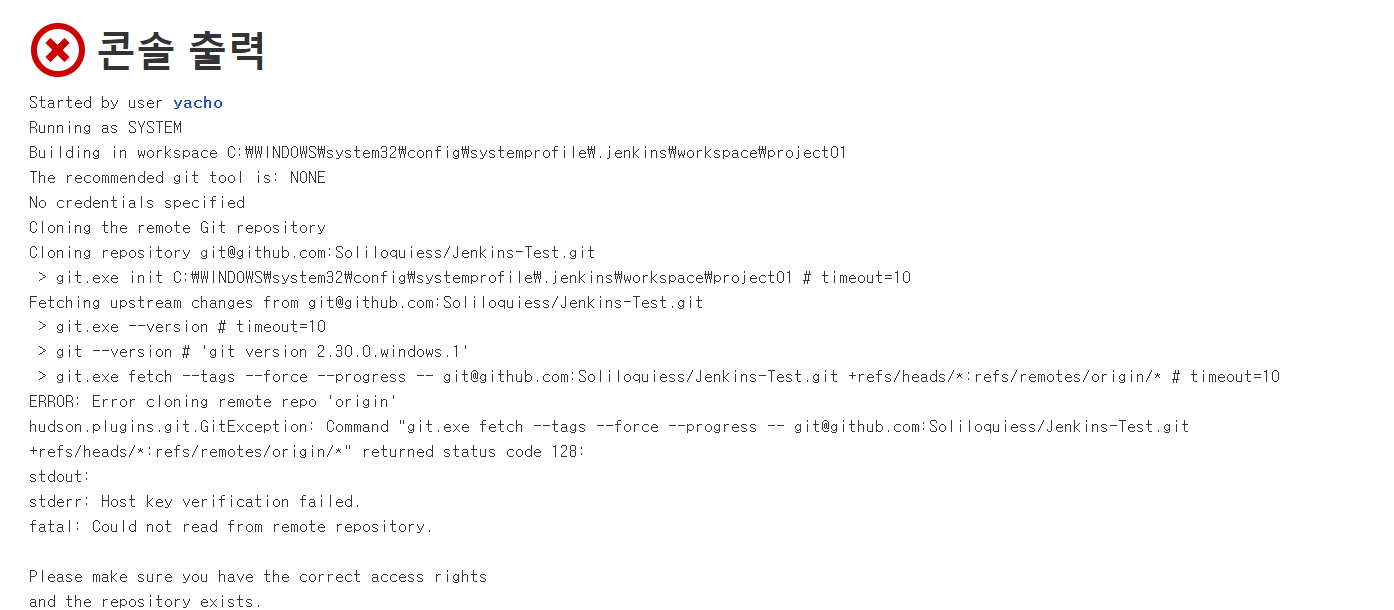 콘솔 출력
Started by user yacho
Running as SYSTEM
Building in workspace C:₩WINDOWS₩system32₩config₩systemprofile₩.jenkins₩workspace₩project01
The recommended git tool is: NONE
No credentials specified
Cloning the remote Git repository
Cloning repository git@github.com:Soliloquiess/Jenkins-Test.git
 > git.exe init C:₩WINDOWS₩system32₩config₩systemprofile₩.jenkins₩workspace₩project01 # timeout=10
Fetching upstream changes from git@github.com:Soliloquiess/Jenkins-Test.git
 > git.exe --version # timeout=10
 > git --version # 'git version 2.30.0.windows.1'
 > git.exe fetch --tags --force --progress -- git@github.com:Soliloquiess/Jenkins-Test.git +refs/heads/*:refs/remotes/origin/* # timeout=10
ERROR: Error cloning remote repo 'origin'
hudson.plugins.git.GitException: Command "git.exe fetch --tags --force --progress -- git@github.com:Soliloquiess/Jenkins-Test.git
+refs/heads/*:refs/remotes/origin/*" returned status code 128:
stdout:
stderr: Host key verification failed.
fatal: Could not read from remote repository.

Please make sure you have the correct access rights
and the repository exists.